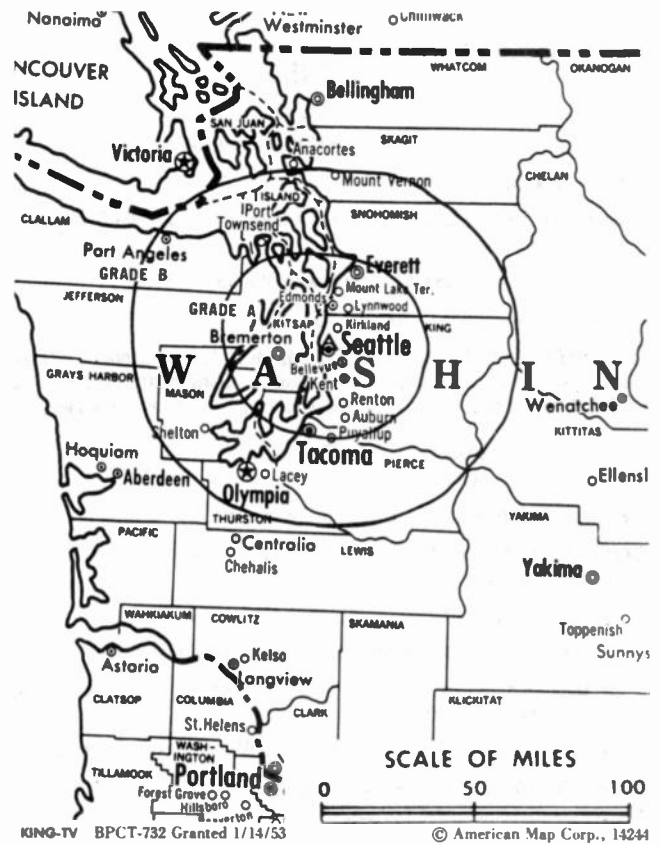 Nanaimo
Westminster
Chilliwack
NCOUVER
ISLAND
WHATCOM
OKANOGAN
Bellingham
SAN JUAN
SKAGIT
Victoria
Anacortes
Mount Vernon
CHELAN
ISLAND
CLALLAM
Port
Townsend
SNOHOMISH
Port Angeles
GRADE B
Everett
JEFFERSON
GRADE A
Edmonds
Mount Lake Ter.
Lynnwood
KITSAP
Kirkland
KING
Bremerton
Seattle
W A S H I N
Bellevue
GRAYS HARBOR
MASON
Kent
Renton
Wenatchee
Auburn
KITTITAS
Shelton
Puyallup
Hoquiam
Tacoma
PIERCE
Aberdeen
Olympia
Lacey
Ellensl
THURSTON
YAKIMA
PACIFIC
Centralia
LEWIS
Chehalis
Yakima
WAHKIAKUM
COWLITZ
SKAMANIA
Toppenish
Sunnys
Astoria
Kelso
Longview
CLATSOP
COLUMBIA
CLARK
KLICKITAT
St. Helens
WASH-
INGTON
SCALE OF MILES
TILLAMOOK
Portland
Forest Grove
Hillsboro
0 50 100
KING-TV BPCT-732 Granted 1/14/53
© American Map Corp., 14244